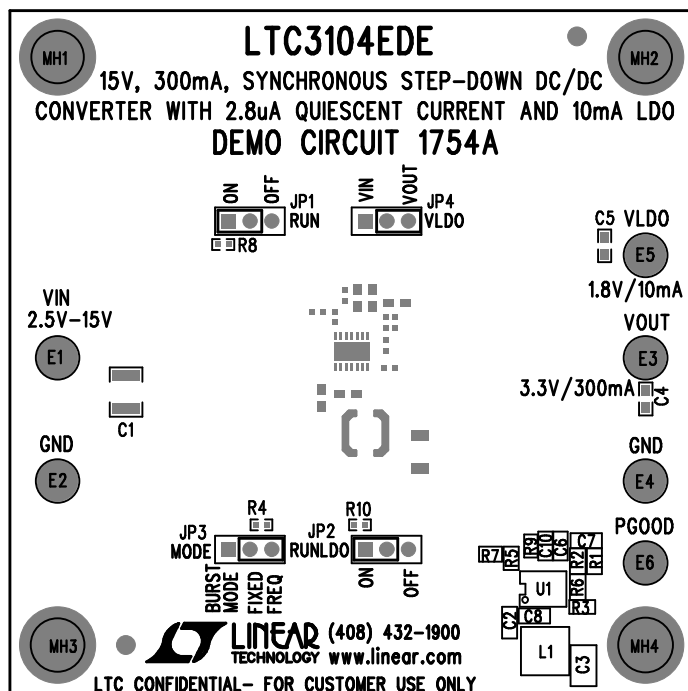 LTC3104EDE
MH1
MH2
15V, 300mA, SYNCHRONOUS STEP-DOWN DC/DC
CONVERTER WITH 2.8uA QUIESCENT CURRENT AND 10mA LDO
DEMO CIRCUIT 1754A
ON
OFF
JP1
RUN
R8
VIN
VOUT
JP4
VLDO
C5
VLDO
E5
1.8V/10mA
VIN
2.5V-15V
E1
VOUT
E3
3.3V/300mA
C4
C1
GND
E2
GND
E4
R4
R10
JP3
MODE
JP2
RUNLDO
BURST
MODE
FIXED
FREQ
ON
OFF
PGOOD
E6
R7
R5
R9
C10
C6
C7
R2
R1
U1
R6
R3
C2
C8
L1
C3
MH3
MH4
LINEAR
TECHNOLOGY
(408) 432-1900
www.linear.com
LTC CONFIDENTIAL- FOR CUSTOMER USE ONLY